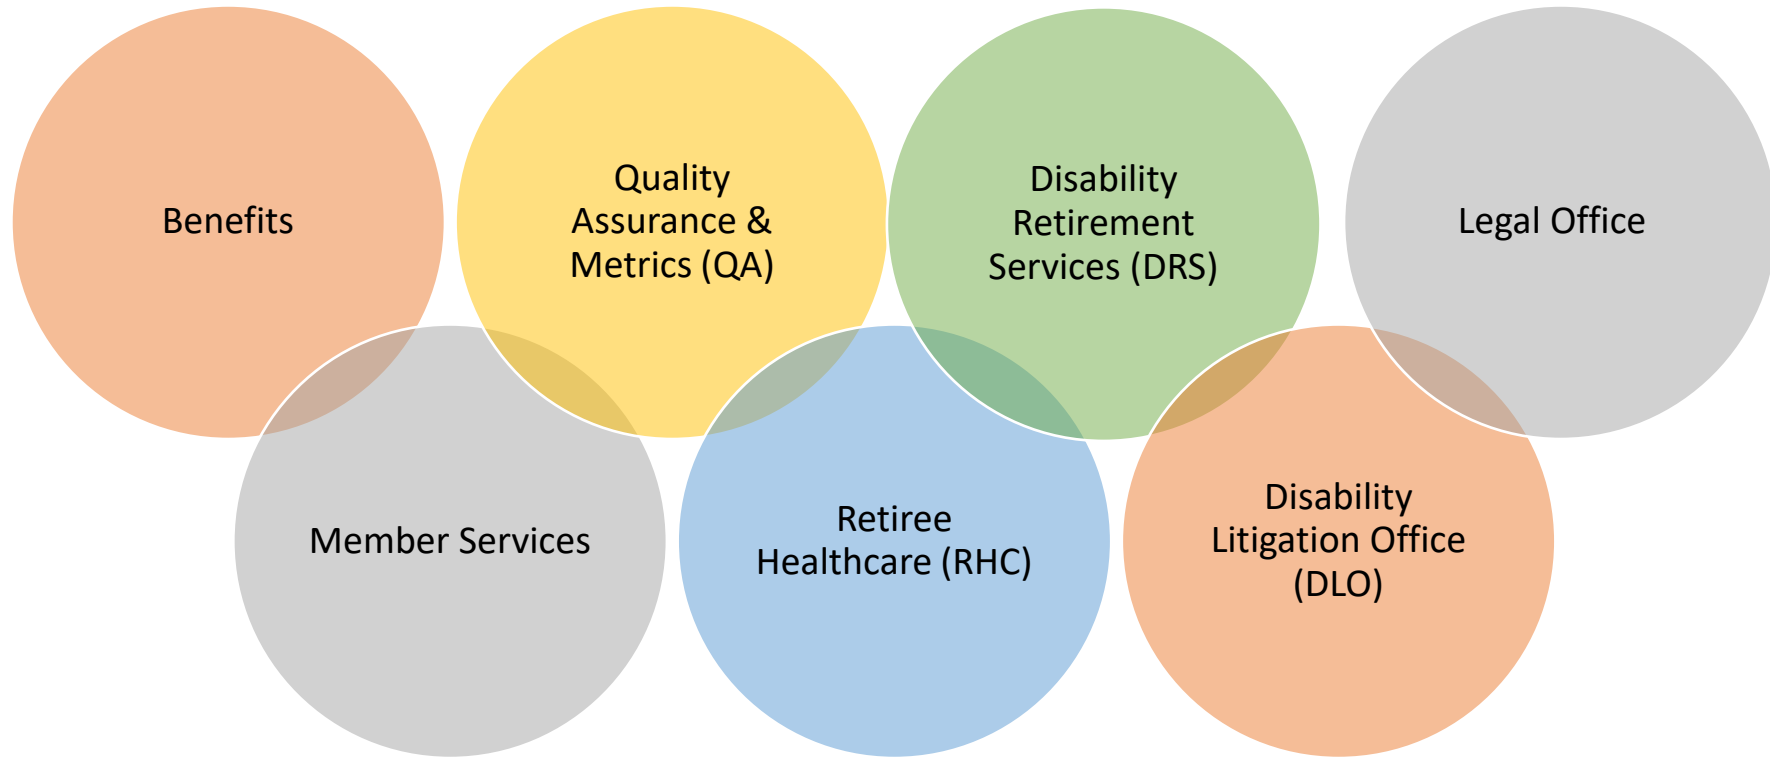 Benefits
Quality
Assurance &
Metrics (QA)
Disability
Retirement
Services (DRS)
Legal Office
Member Services
Retiree
Healthcare (RHC)
Disability
Litigation Office
(DLO)